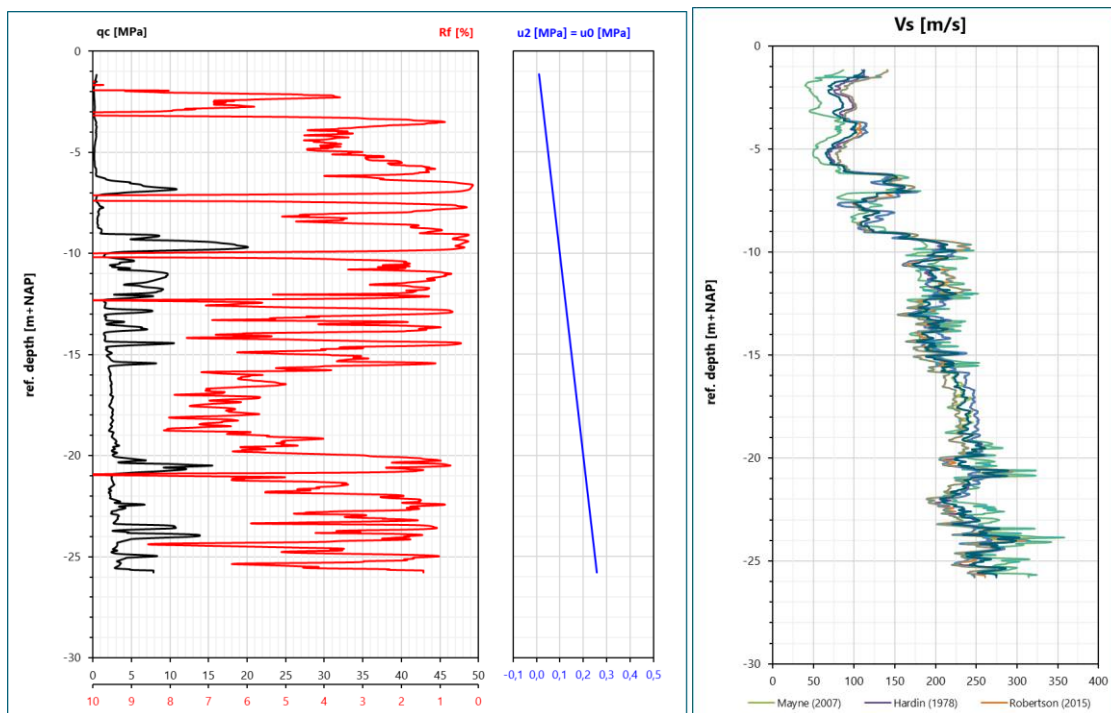 qc [MPa] Rf [%] u2 [MPa] = u0 [MPa]
0
-5
-10
-15
-20
-25
-30
ref. depth [m+NAP]
0 5 10 15 20 25 30 35 40 45 50
10 9 8 7 6 5 4 3 2 1 0
-0,1 0,0 0,1 0,2 0,3 0,4 0,5 0,5
Vs [m/s]
0
-5
-10
-15
-20
-25
-30
ref. depth [m+NAP]
0 50 100 150 200 250 300 350 400
Mayne (2007) Hardin (1978) Robertson (2015)